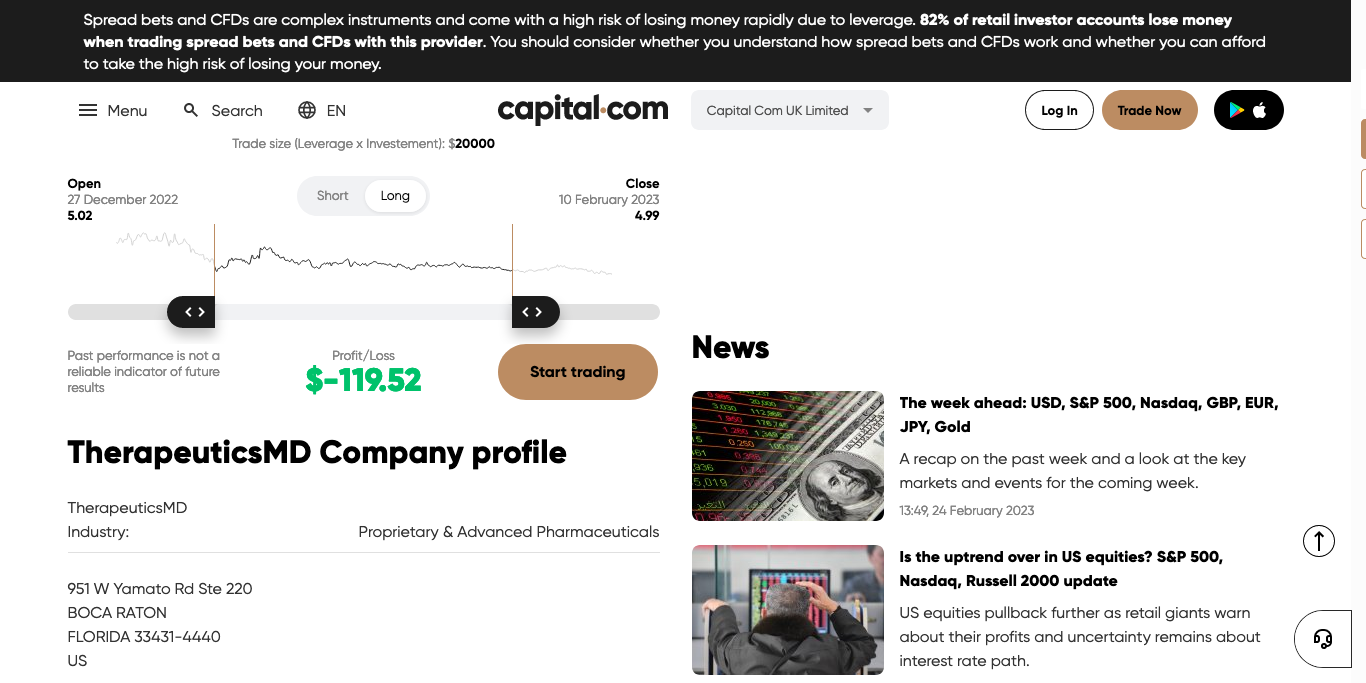 Spread bets and CFDs are complex instruments and come with a high risk of losing money rapidly due to leverage. 82% of retail investor accounts lose money
when trading spread bets and CFDs with this provider. You should consider whether you understand how spread bets and CFDs work and whether you can afford
to take the high risk of losing your money.
Menu
Search
EN
capital.com
Capital Com UK Limited
Log In
Trade Now
Trade size (Leverage x Investement): $20000
Open
27 December 2022
5.02
Short
Long
Close
10 February 2023
4.99
Past performance is not a
reliable indicator of future
results
Profit/Loss
$-119.52
Start trading
TherapeuticsMD Company profile
TherapeuticsMD
Industry: Proprietary & Advanced Pharmaceuticals
951 W Yamato Rd Ste 220
BOCA RATON
FLORIDA 33431-4440
US
News
The week ahead: USD, S&P 500, Nasdaq, GBP, EUR,
JPY, Gold
A recap on the past week and a look at the key
markets and events for the coming week.
13:49, 24 February 2023
Is the uptrend over in US equities? S&P 500,
Nasdaq, Russell 2000 update
US equities pullback further as retail giants warn
about their profits and uncertainty remains about
interest rate path.